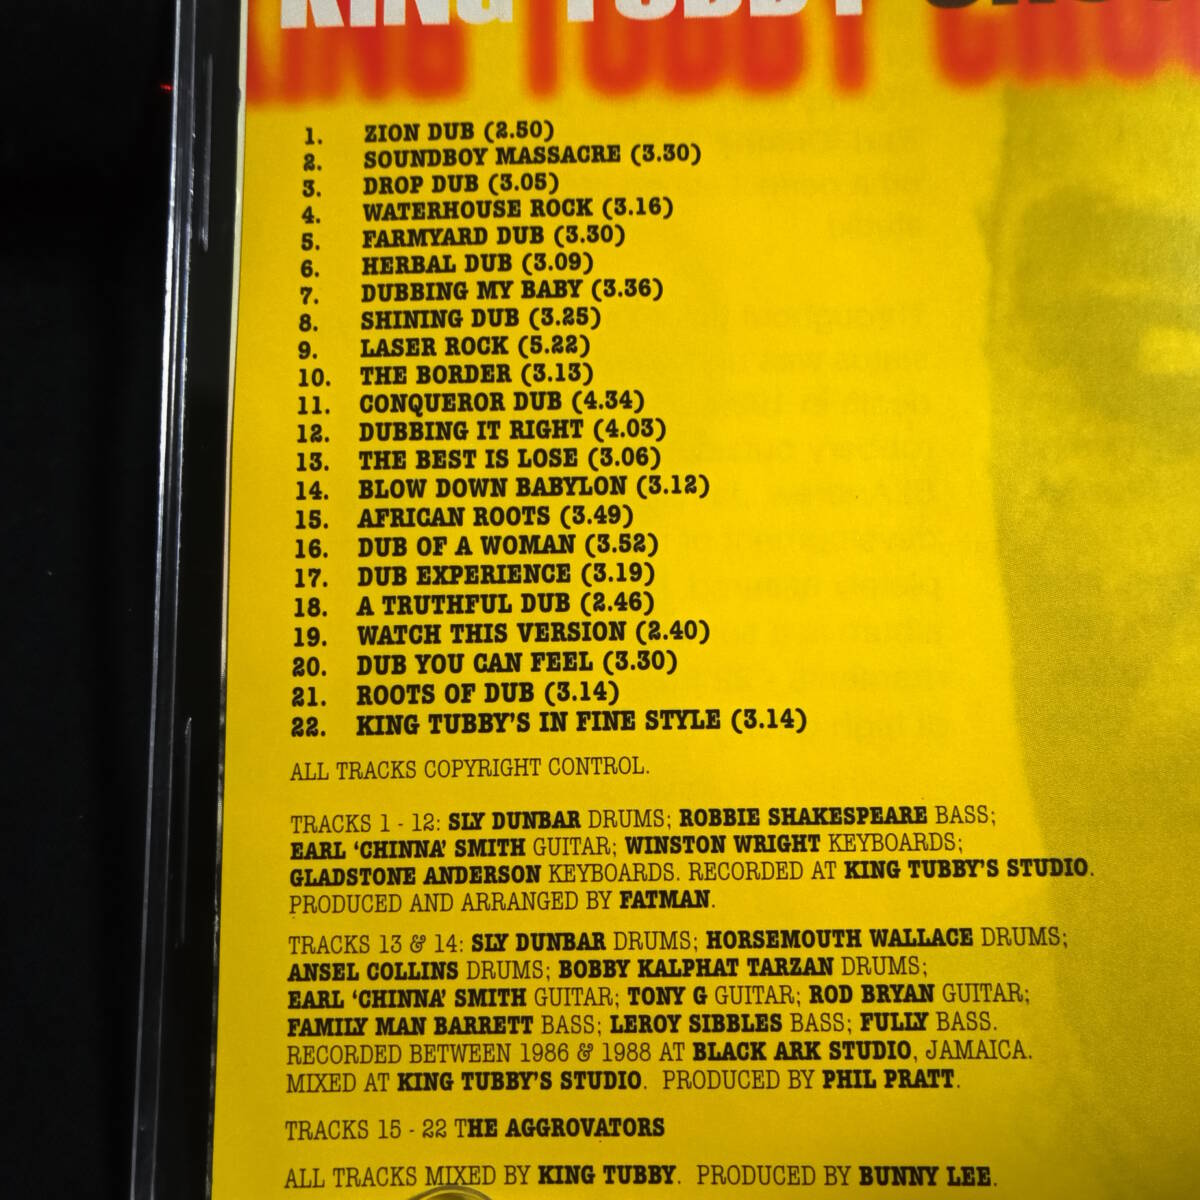 KING TUBBY
1. ZION DUB (2.50)
2. SOUNDBOY MASSACRE (3.30)
3. DROP DUB (3.05)
4. WATERHOUSE ROCK (3.16)
5. FARMYARD DUB (3.30)
6. HERBAL DUB (3.09)
7. DUBBING MY BABY (3.36)
8. SHINING DUB (3.25)
9. LASER ROCK (5.22)
10. THE BORDER (3.13)
11. CONQUEROR DUB (4.34)
12. DUBBING IT RIGHT (4.03)
13. THE BEST IS LOSE (3.06)
14. BLOW DOWN BABYLON (3.12)
15. AFRICAN ROOTS (3.49)
16. DUB OF A WOMAN (3.52)
17. DUB EXPERIENCE (3.19)
18. A TRUTHFUL DUB (2.46)
19. WATCH THIS VERSION (2.40)
20. DUB YOU CAN FEEL (3.30)
21. ROOTS OF DUB (3.14)
22. KING TUBBY'S IN FINE STYLE (3.14)
ALL TRACKS COPYRIGHT CONTROL.
TRACKS 1 - 12: SLY DUNBAR DRUMS; ROBBIE SHAKESPEARE BASS;
EARL 'CHINNA' SMITH GUITAR; WINSTON WRIGHT KEYBOARDS;
GLADSTONE ANDERSON KEYBOARDS. RECORDED AT KING TUBBY'S STUDIO.
PRODUCED AND ARRANGED BY FATMAN.
TRACKS 13 & 14: SLY DUNBAR DRUMS; HORSEMOUTH WALLACE DRUMS;
ANSEL COLLINS DRUMS; BOBBY KALPHAT TARZAN DRUMS;
EARL 'CHINNA' SMITH GUITAR; TONY G GUITAR; ROD BRYAN GUITAR;
FAMILY MAN BARRETT BASS; LEROY SIBBLES BASS; FULLY BASS.
RECORDED BETWEEN 1986 & 1988 AT BLACK ARK STUDIO, JAMAICA.
MIXED AT KING TUBBY'S STUDIO. PRODUCED BY PHIL PRATT.
TRACKS 15 - 22 THE AGGROVATORS
ALL TRACKS MIXED BY KING TUBBY. PRODUCED BY BUNNY LEE.